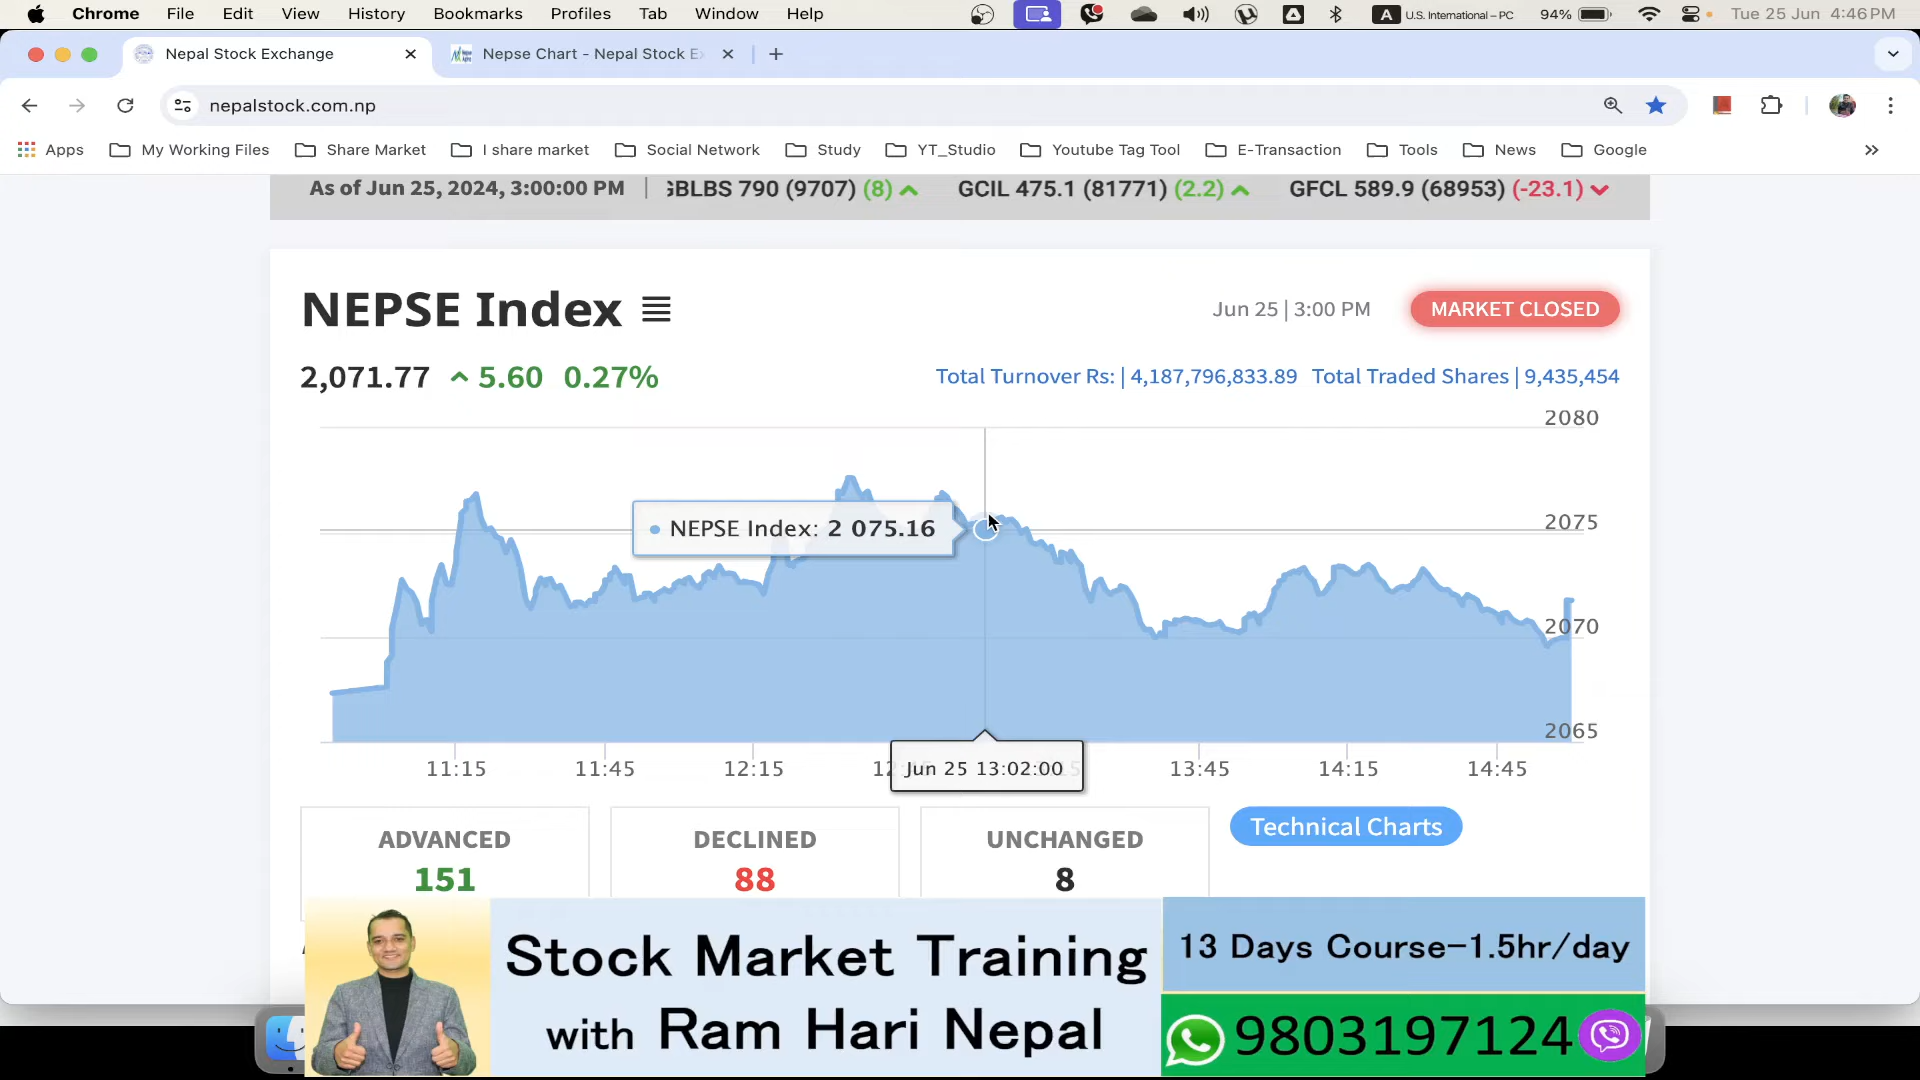 Chrome File Edit View History Bookmarks Profiles Tab Window Help A U.S. International – PC 94% Tue 25 Jun 4:46 PM
Nepal Stock Exchange Nepse Chart - Nepal Stock Ex
nepalstock.com.np
Apps My Working Files Share Market I share market Social Network Study YT_Studio Youtube Tag Tool E-Transaction Tools News Google
As of Jun 25, 2024, 3:00:00 PM | GBLBS 790 (9707) (8) GCIL 475.1 (81771) (2.2) GFCL 589.9 (68953) (-23.1)
NEPSE Index Jun 25 | 3:00 PM MARKET CLOSED
2,071.77 5.60 0.27% Total Turnover Rs: | 4,187,796,833.89 Total Traded Shares | 9,435,454
2080
2075
NEPSE Index: 2 075.16
2070
2065
11:15 11:45 12:15 Jun 25 13:02:00 13:45 14:15 14:45
ADVANCED DECLINED UNCHANGED Technical Charts
151 88 8
Stock Market Training 13 Days Course-1.5hr/day
with Ram Hari Nepal 9803197124